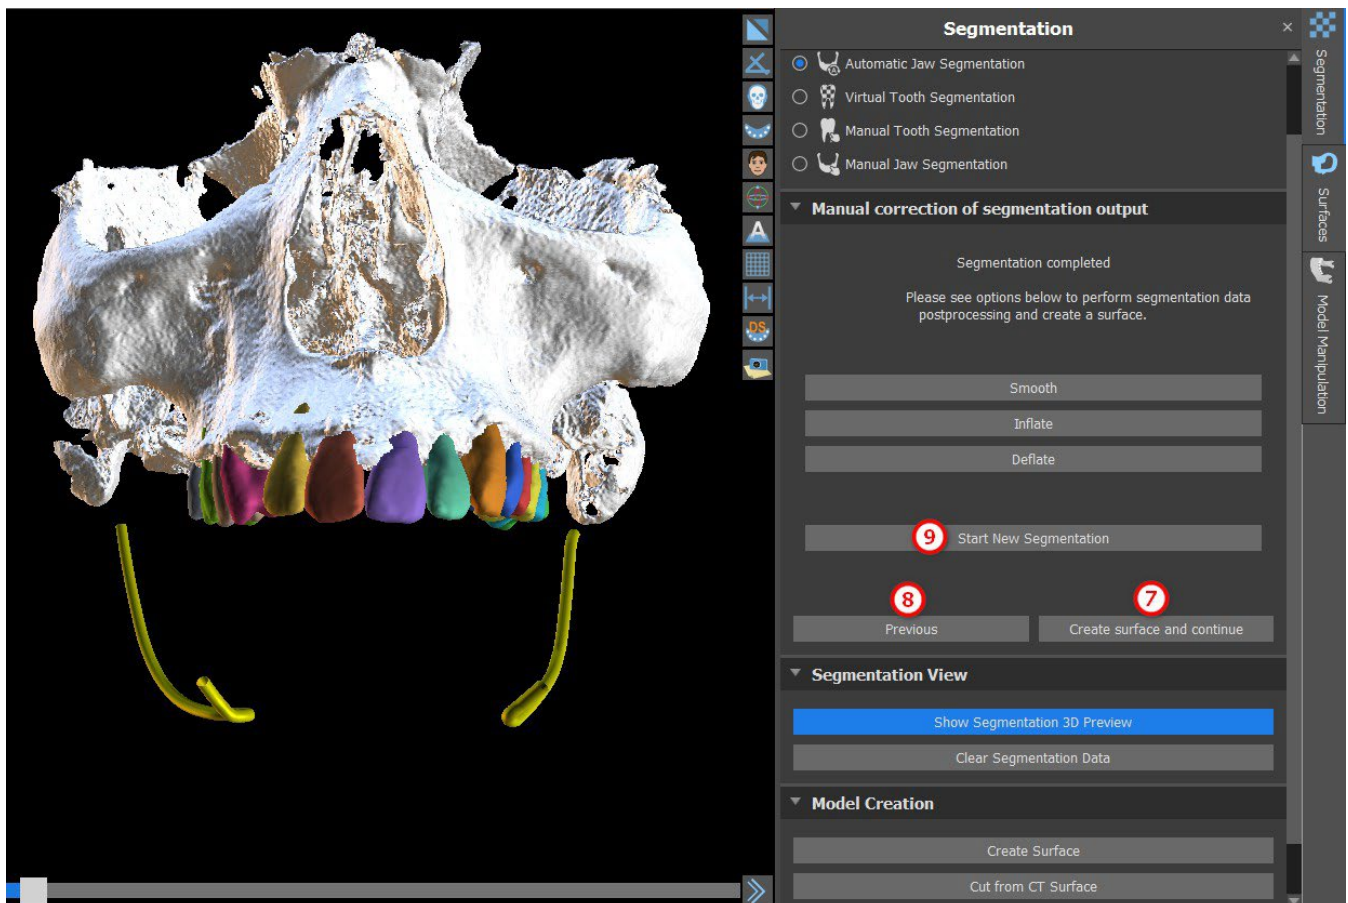 Segmentation
Automatic Jaw Segmentation
Virtual Tooth Segmentation
Manual Tooth Segmentation
Manual Jaw Segmentation
Manual correction of segmentation output
Segmentation completed
Please see options below to perform segmentation data
postprocessing and create a surface.
Smooth
Inflate
Deflate
9
Start New Segmentation
8
7
Previous
Create surface and continue
Segmentation View
Show Segmentation 3D Preview
Clear Segmentation Data
Model Creation
Create Surface
Cut from CT Surface
Segmentation
Surfaces
Model Manipulation
A
DS